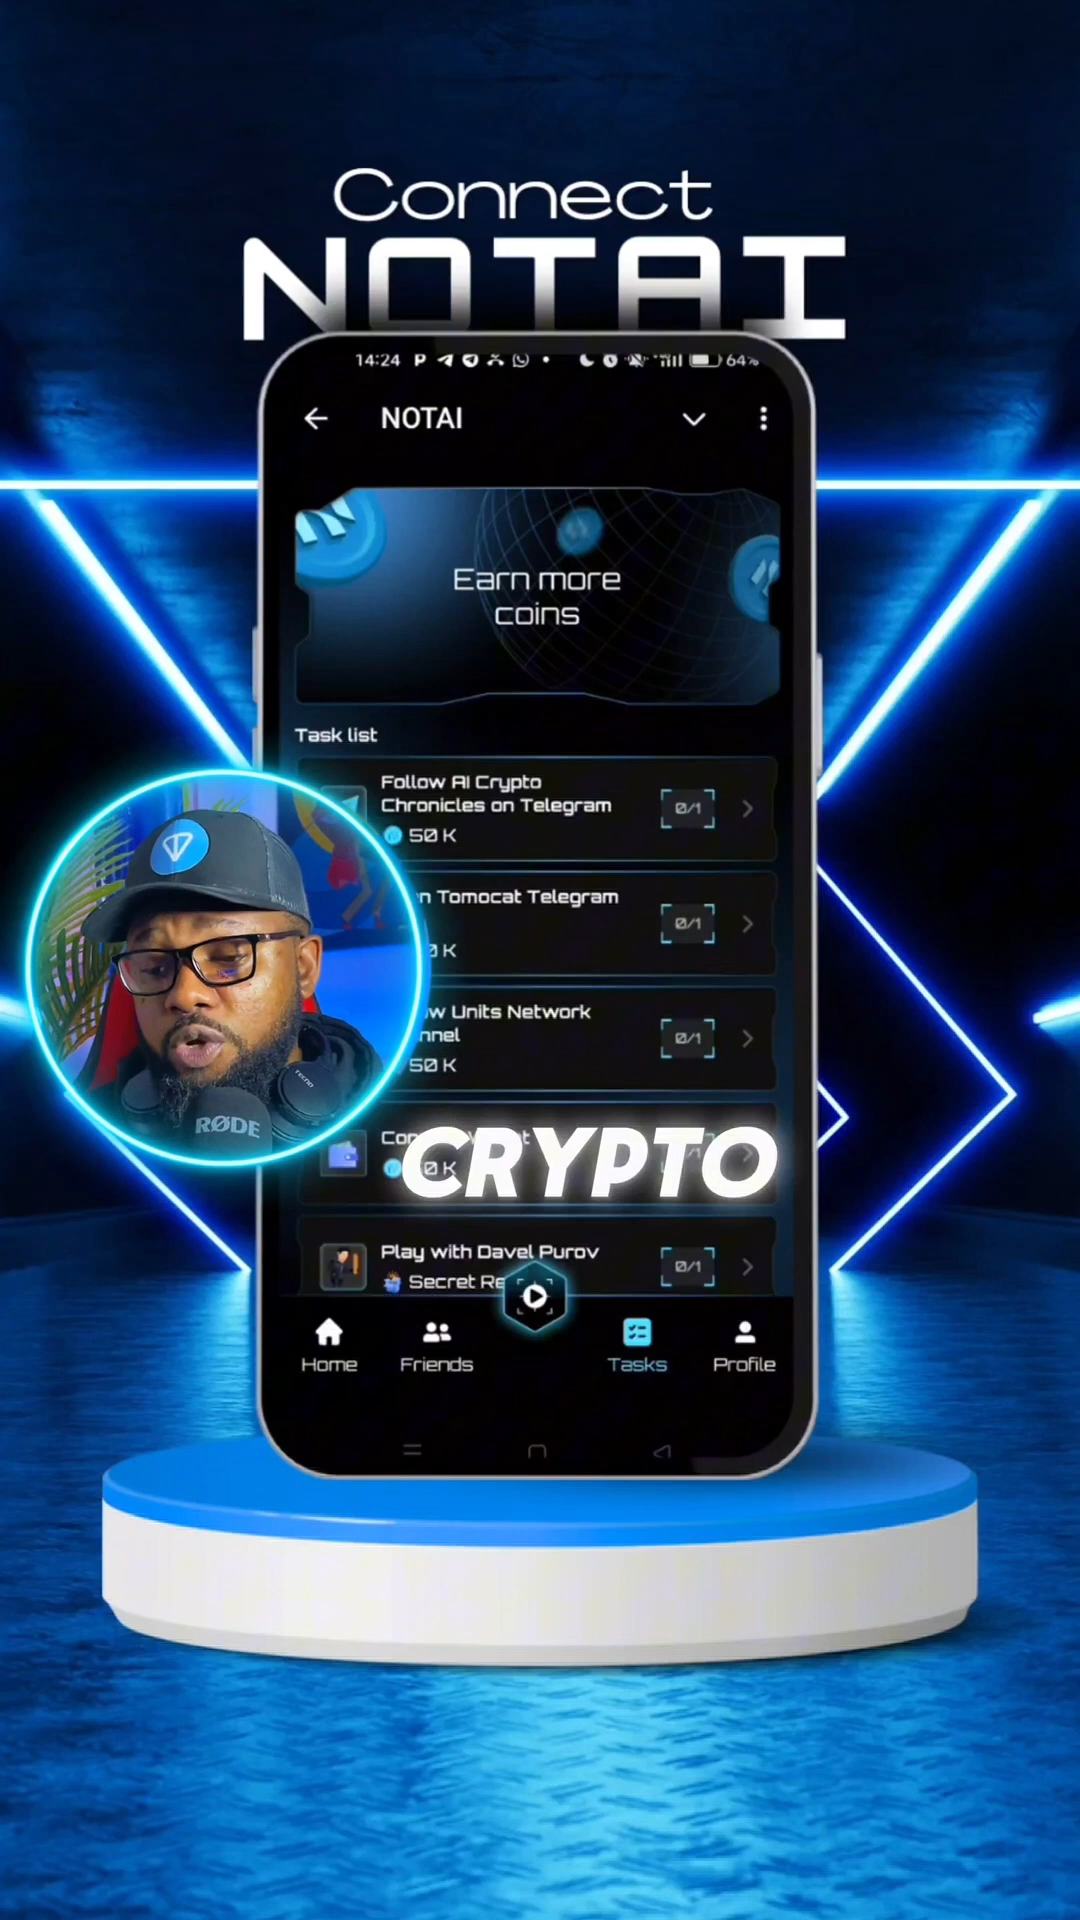 Connect
NOTAI
14:24
64%
NOTAI
Earn more
coins
Task list
Follow AI Crypto
Chronicles on Telegram
50 K
0/1
Tomocat Telegram
0/1
K
Units Network
0/1
50 K
CRYPTO
K
Play with Davel Purov
Secret
0/1
Home
Friends
Tasks
Profile
RØDE
TECNO